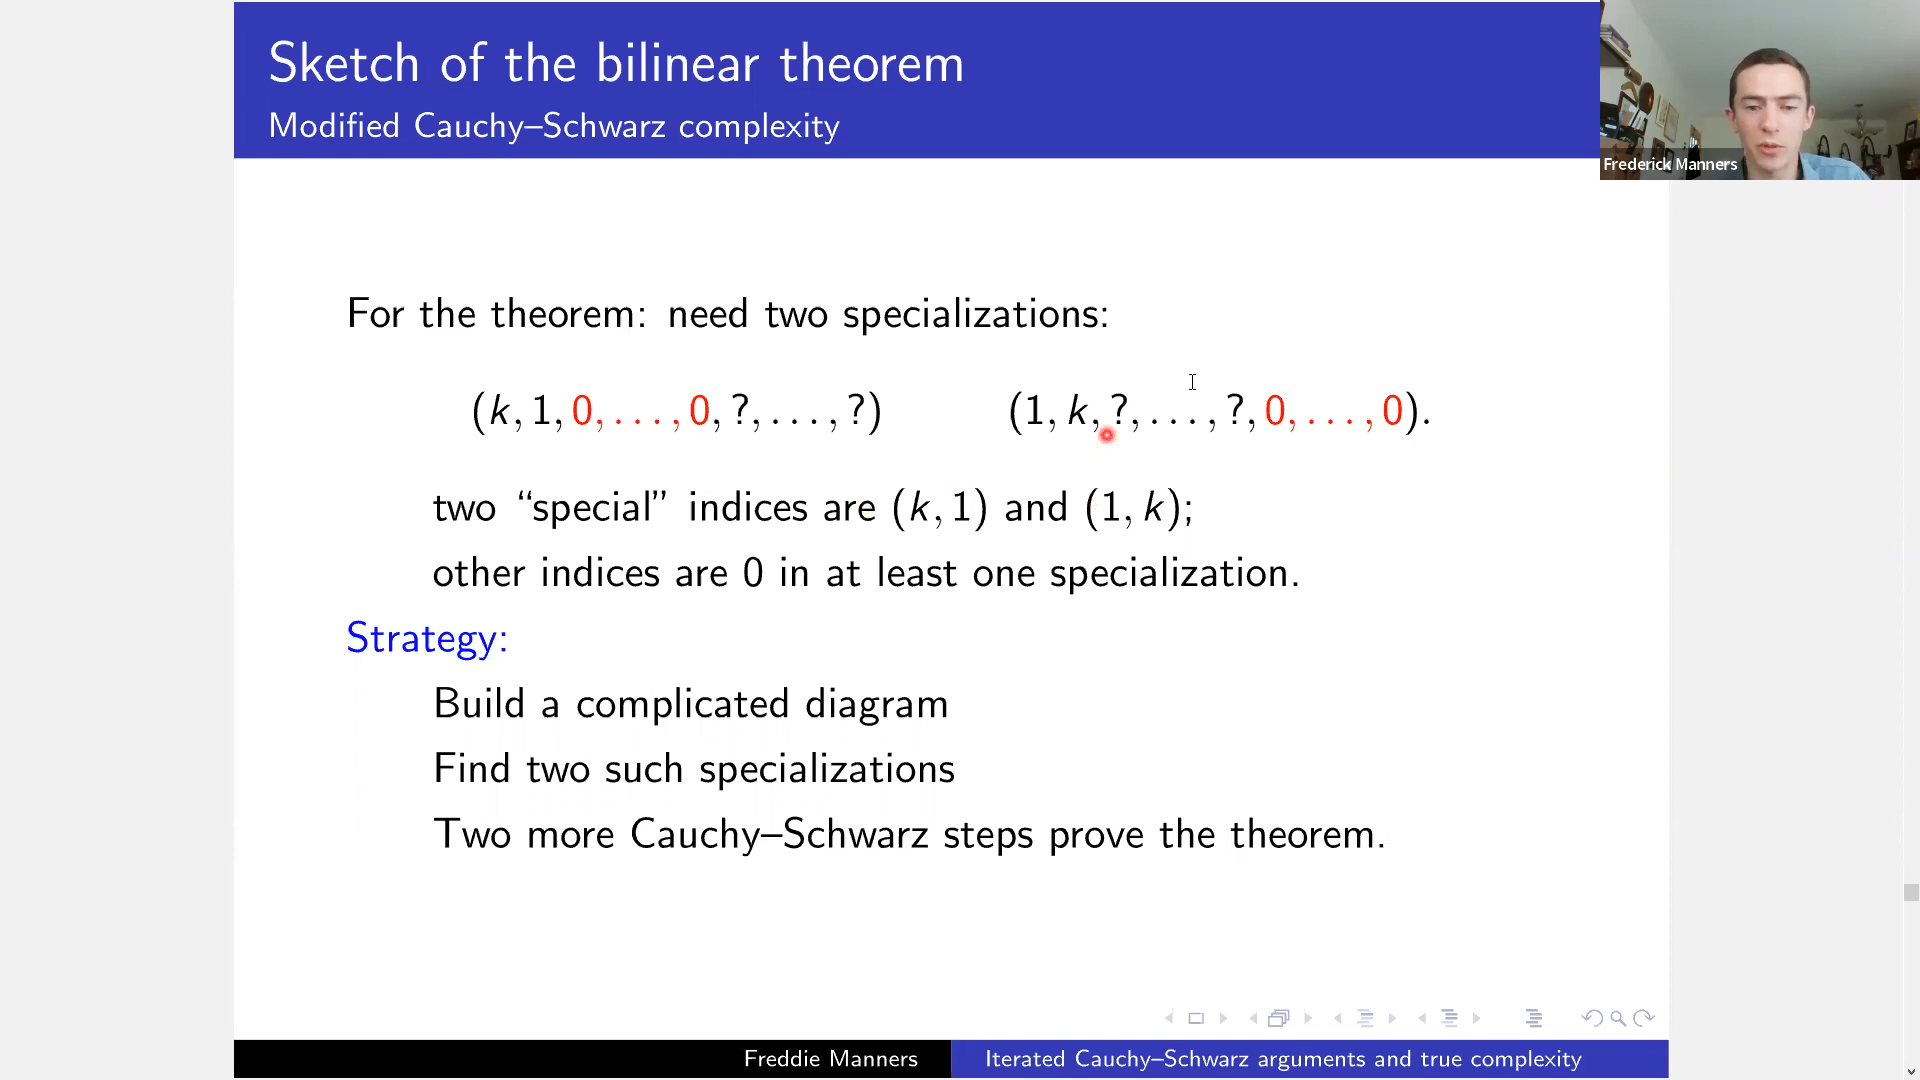 Sketch of the bilinear theorem
Modified Cauchy–Schwarz complexity
Frederick Manners
For the theorem: need two specializations:
(k, 1, 0, . . . , 0, ?, . . . , ?) (1, k, ?, . . . , ?, 0, . . . , 0).
two “special” indices are (k, 1) and (1, k);
other indices are 0 in at least one specialization.
Strategy:
Build a complicated diagram
Find two such specializations
Two more Cauchy–Schwarz steps prove the theorem.
Freddie Manners Iterated Cauchy–Schwarz arguments and true complexity